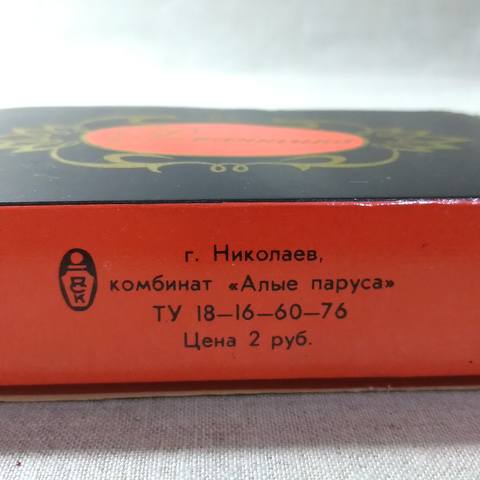 г. Николаев,
комбинат «Алые паруса»
ТУ 18—16—60—76
Цена 2 руб.